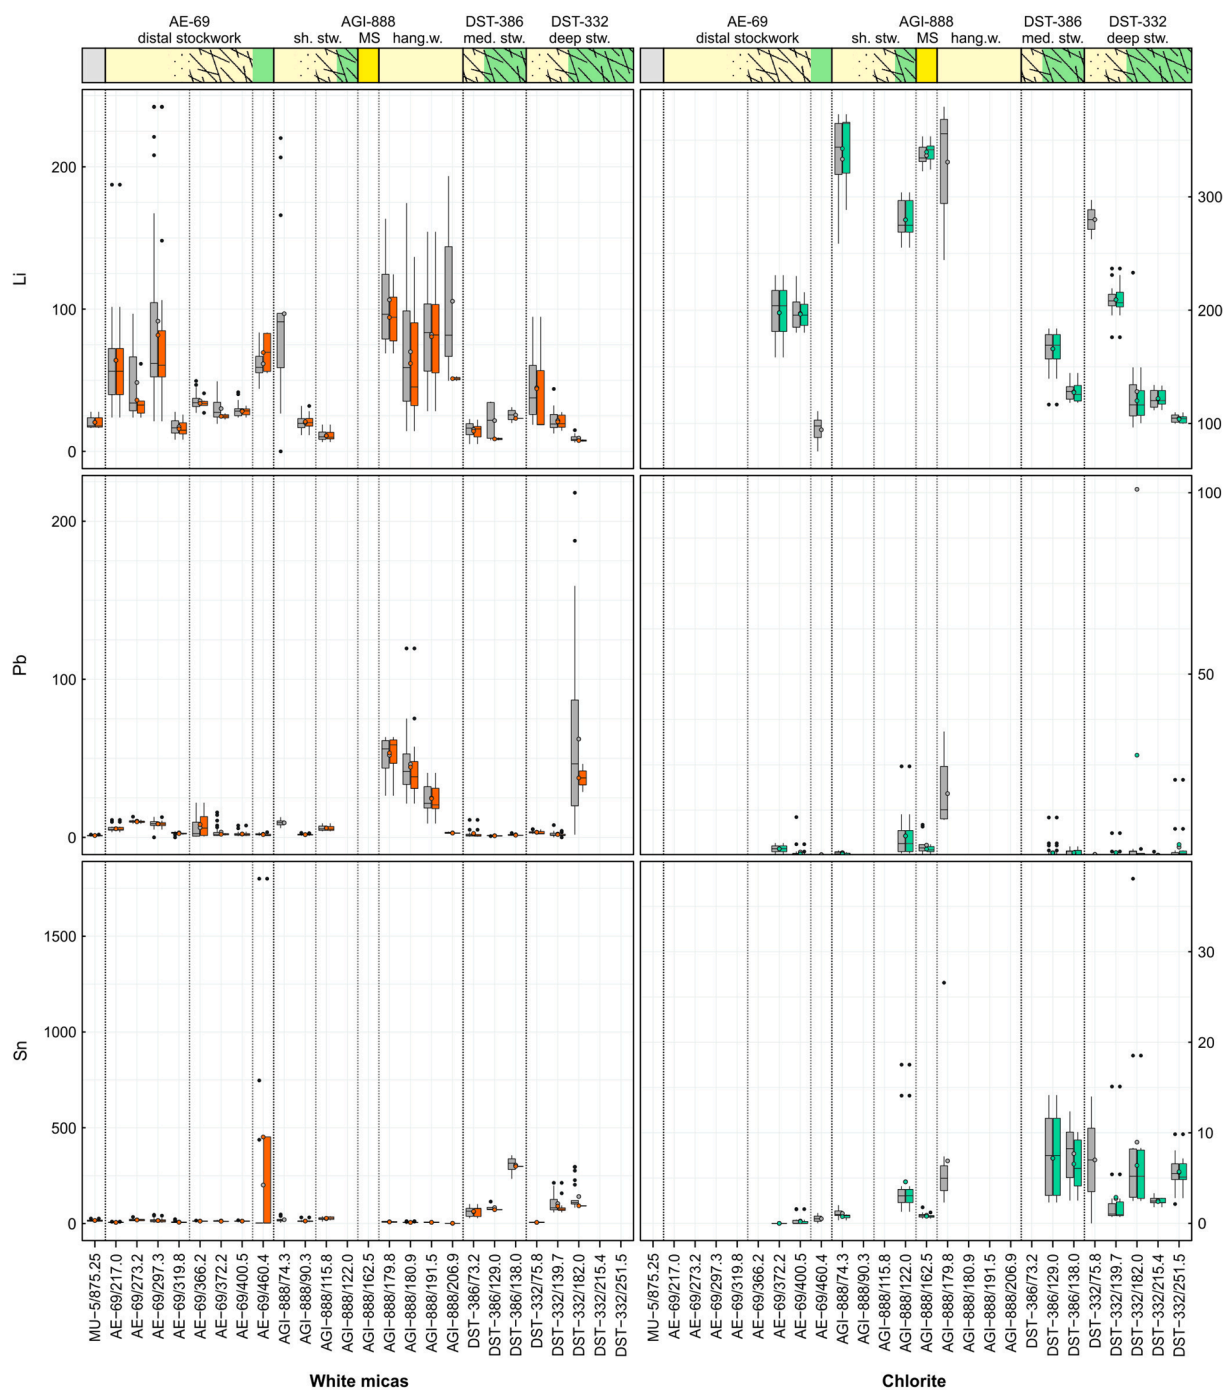 AE-69 AGI-888 DST-386 DST-332 AE-69 AGI-888 DST-386 DST-332
distal stockwork sh. stw. MS hang.w. med. stw. deep stw. distal stockwork sh. stw. MS hang.w. med. stw. deep stw.
Li
200
100
0
300
200
100
Pb
200
100
0
100
50
Sn
1500
1000
500
0
30
20
10
0
MU-5/875.25
AE-69/217.0
AE-69/273.2
AE-69/297.3
AE-69/319.8
AE-69/366.2
AE-69/372.2
AE-69/400.5
AE-69/460.4
AGI-888/74.3
AGI-888/90.3
AGI-888/115.8
AGI-888/122.0
AGI-888/162.5
AGI-888/179.8
AGI-888/180.9
AGI-888/191.5
AGI-888/206.9
DST-386/73.2
DST-386/129.0
DST-386/138.0
DST-332/75.8
DST-332/139.7
DST-332/182.0
DST-332/215.4
DST-332/251.5
MU-5/875.25
AE-69/217.0
AE-69/273.2
AE-69/297.3
AE-69/319.8
AE-69/366.2
AE-69/372.2
AE-69/400.5
AE-69/460.4
AGI-888/74.3
AGI-888/90.3
AGI-888/115.8
AGI-888/122.0
AGI-888/162.5
AGI-888/179.8
AGI-888/180.9
AGI-888/191.5
AGI-888/206.9
DST-386/73.2
DST-386/129.0
DST-386/138.0
DST-332/75.8
DST-332/139.7
DST-332/182.0
DST-332/215.4
DST-332/251.5
White micas Chlorite